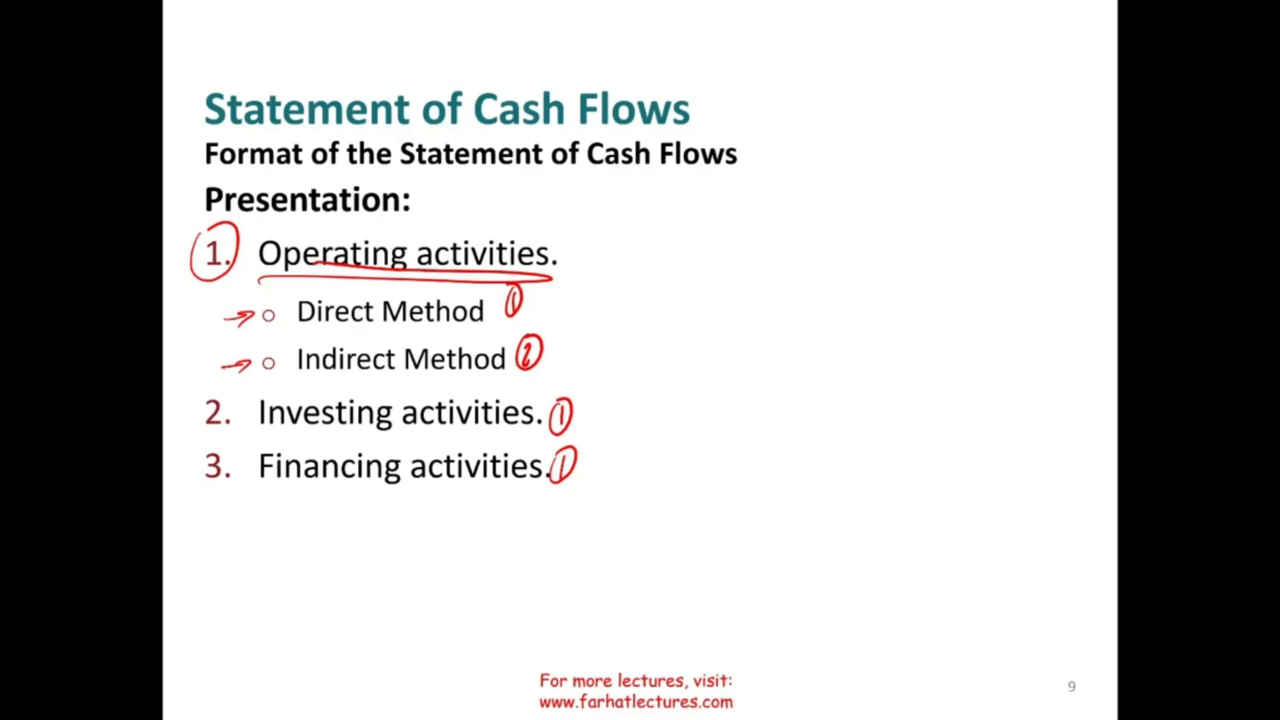 Statement of Cash Flows
Format of the Statement of Cash Flows
Presentation:
1. Operating activities.
Direct Method 1
Indirect Method 2
2. Investing activities. 1
3. Financing activities. 1
For more lectures, visit:
www.farhatlectures.com
9